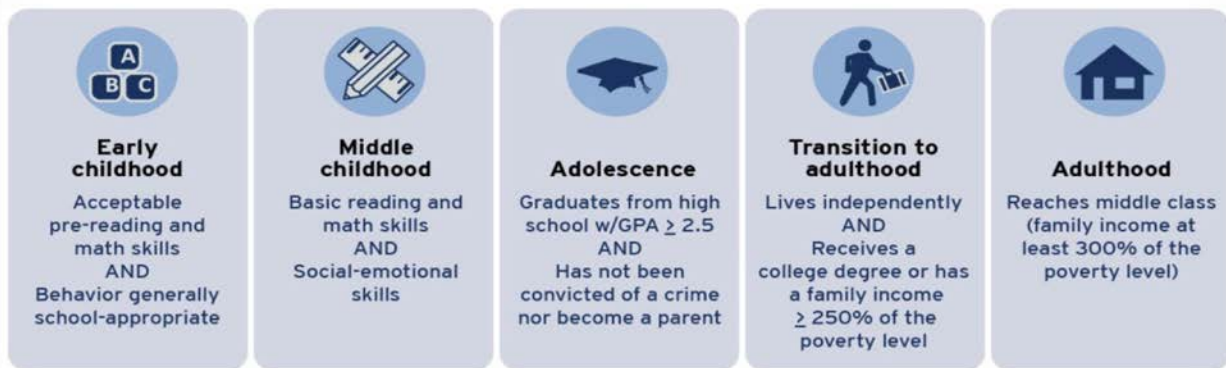 A
B C
Early
childhood
Acceptable
pre-reading and
math skills
AND
Behavior generally
school-appropriate
Middle
childhood
Basic reading and
math skills
AND
Social-emotional
skills
Adolescence
Graduates from high
school w/GPA ≥ 2.5
AND
Has not been
convicted of a crime
nor become a parent
Transition to
adulthood
Lives independently
AND
Receives a
college degree or has
a family income
≥ 250% of the
poverty level
Adulthood
Reaches middle class
(family income at
least 300% of the
poverty level)